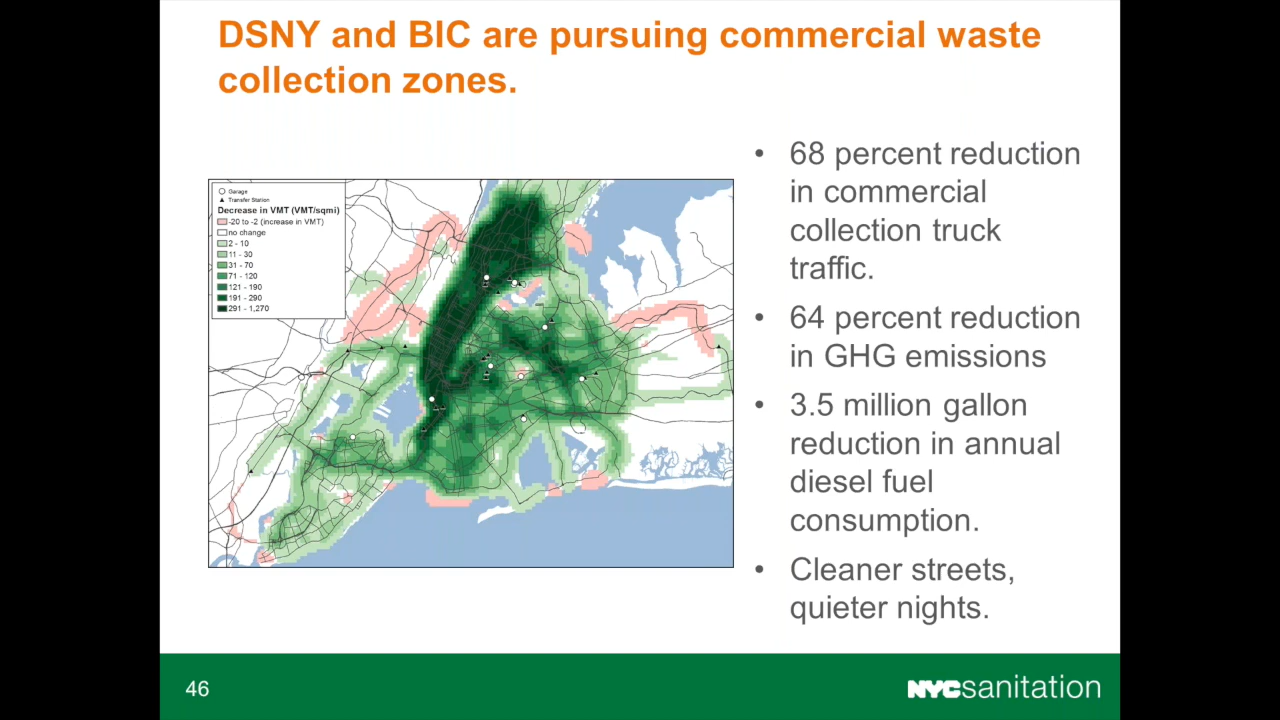 DSNY and BIC are pursuing commercial waste
collection zones.
Garage
Transfer Station
Decrease in VMT (VMT/sqmi)
-20 to -2 (increase in VMT)
no change
2 - 10
11 - 30
31 - 70
71 - 120
121 - 190
191 - 290
291 - 1,270
• 68 percent reduction
in commercial
collection truck
traffic.
• 64 percent reduction
in GHG emissions
• 3.5 million gallon
reduction in annual
diesel fuel
consumption.
• Cleaner streets,
quieter nights.
46
NYCsanitation